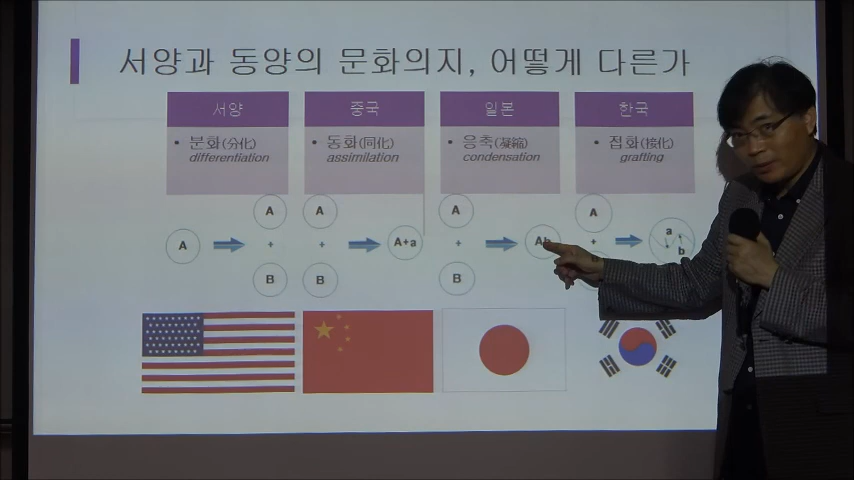 서양과 동양의 문화의지, 어떻게 다른가
서양
• 분화(分化)
differentiation
중국
• 동화(同化)
assimilation
일본
• 응축(凝縮)
condensation
한국
• 접화(接化)
grafting
A
A
+
B
A
+
B
A+a
A
+
B
Ab
A
+
a
b